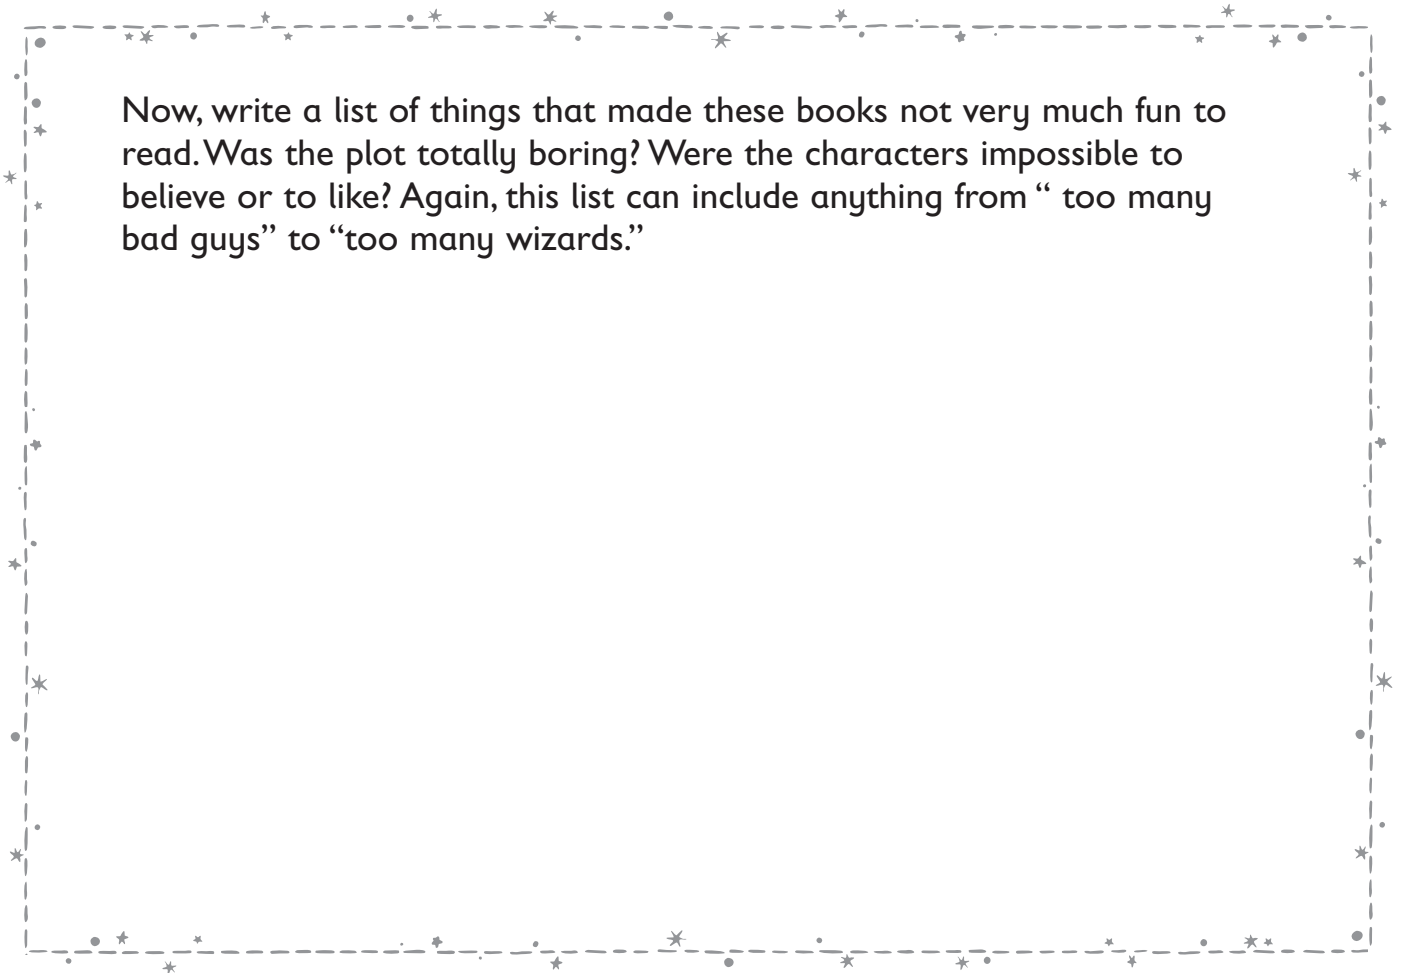 Now, write a list of things that made these books not very much fun to
read. Was the plot totally boring? Were the characters impossible to
believe or to like? Again, this list can include anything from “ too many
bad guys” to “too many wizards.”